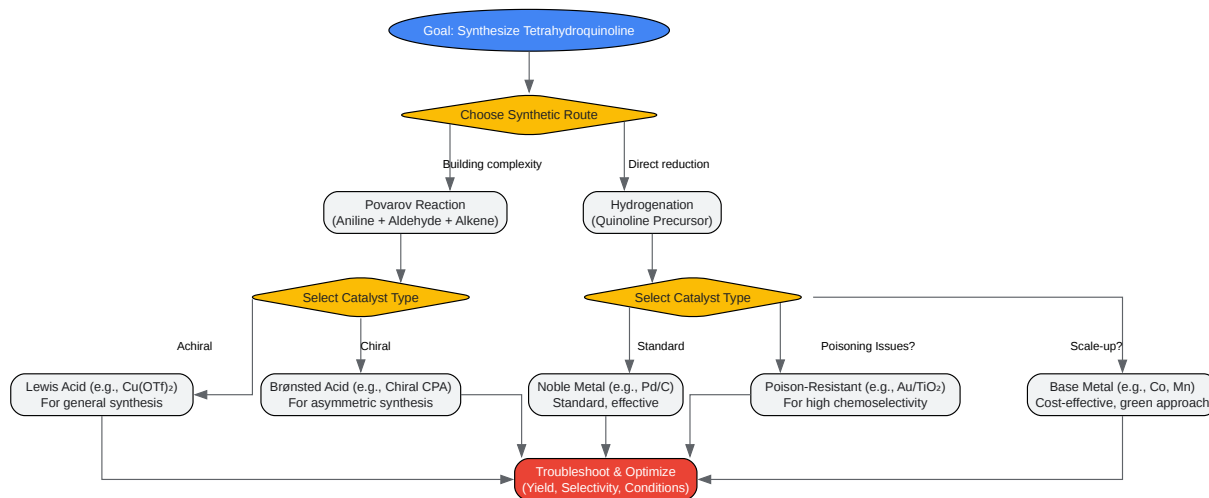 Goal: Synthesize Tetrahydroquinoline
Choose Synthetic Route
Building complexity
Direct reduction
Povarov Reaction
(Aniline + Aldehyde + Alkene)
Hydrogenation
(Quinoline Precursor)
Select Catalyst Type
Select Catalyst Type
Achiral
Chiral
Standard
Poisoning Issues?
Scale-up?
Lewis Acid (e.g., Cu(OTf)₂)
For general synthesis
Brønsted Acid (e.g., Chiral CPA)
For asymmetric synthesis
Noble Metal (e.g., Pd/C)
Standard, effective
Poison-Resistant (e.g., Au/TiO₂)
For high chemoselectivity
Base Metal (e.g., Co, Mn)
Cost-effective, green approach
Troubleshoot & Optimize
(Yield, Selectivity, Conditions)